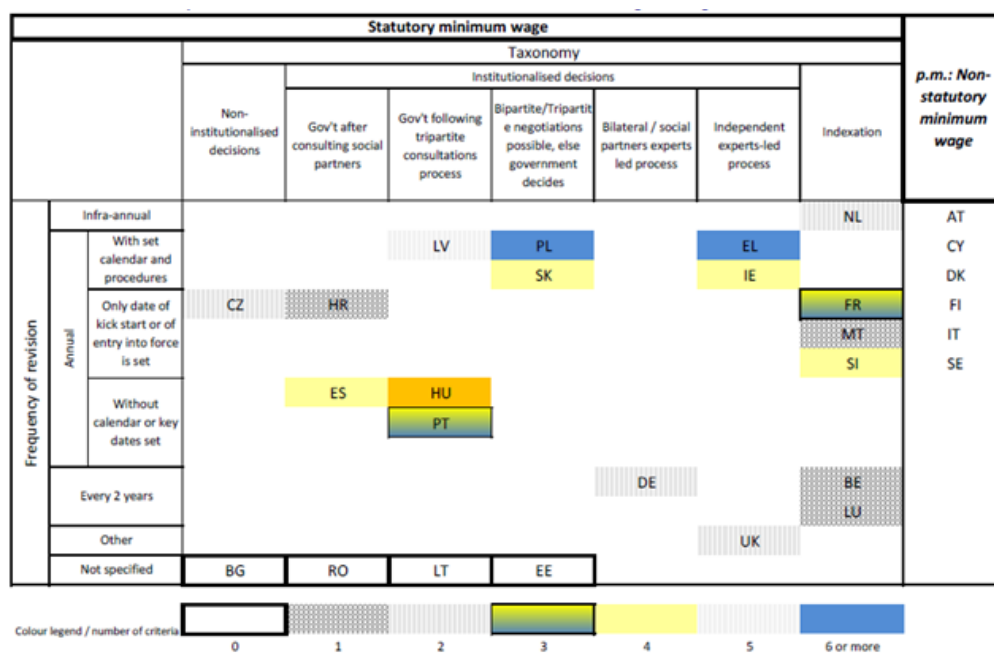 Statutory minimum wage
Taxonomy
Institutionalised decisions
p.m.: Non-
statutory
minimum
wage
Non-
institutionalised
decisions
Gov't after
consulting social
partners
Gov't following
tripartite
consultations
process
Bipartite/Tripartit
e negotiations
possible, else
government
decides
Bilateral / social
partners experts
led process
Independent
experts-led
process
Indexation
Frequency of revision
Infra-annual
NL
AT
Annual
With set
calendar and
procedures
LV
PL
EL
CY
SK
IE
DK
Only date of
kick start or of
entry into force
is set
CZ
HR
FR
FI
MT
IT
SI
SE
Without
calendar or key
dates set
ES
HU
PT
Every 2 years
DE
BE
LU
Other
UK
Not specified
BG
RO
LT
EE
Colour legend / number of criteria
0
1
2
3
4
5
6 or more